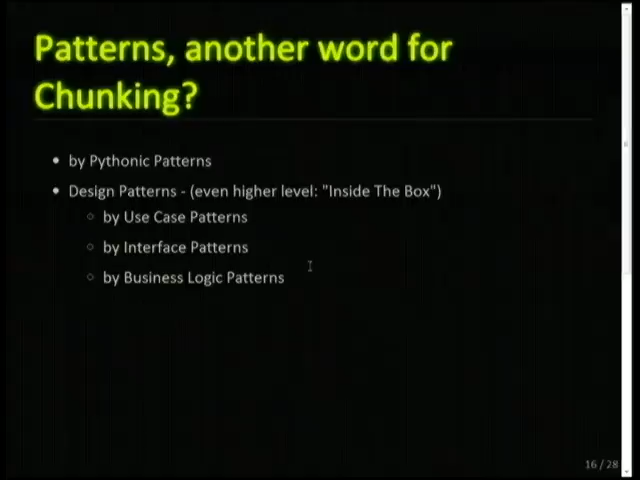 Patterns, another word for
Chunking?
by Pythonic Patterns
Design Patterns - (even higher level: "Inside The Box")
by Use Case Patterns
by Interface Patterns
by Business Logic Patterns
16 / 28